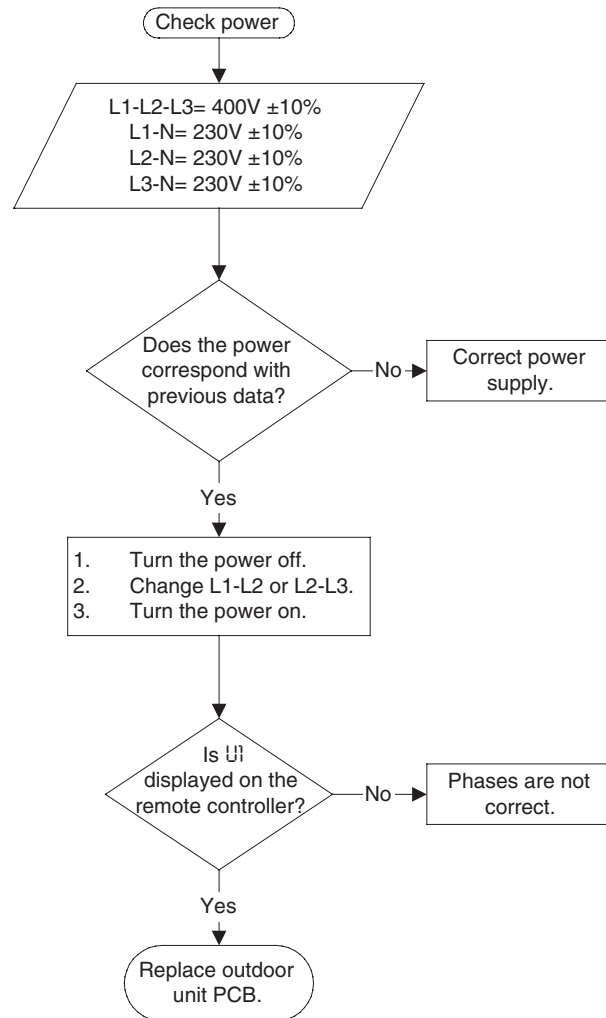 Check power
L1-L2-L3= 400V ±10%
L1-N= 230V ±10%
L2-N= 230V ±10%
L3-N= 230V ±10%
Does the power
correspond with
previous data?
No
Correct power
supply.
Yes
1. Turn the power off.
2. Change L1-L2 or L2-L3.
3. Turn the power on.
Is U1
displayed on the
remote controller?
No
Phases are not
correct.
Yes
Replace outdoor
unit PCB.